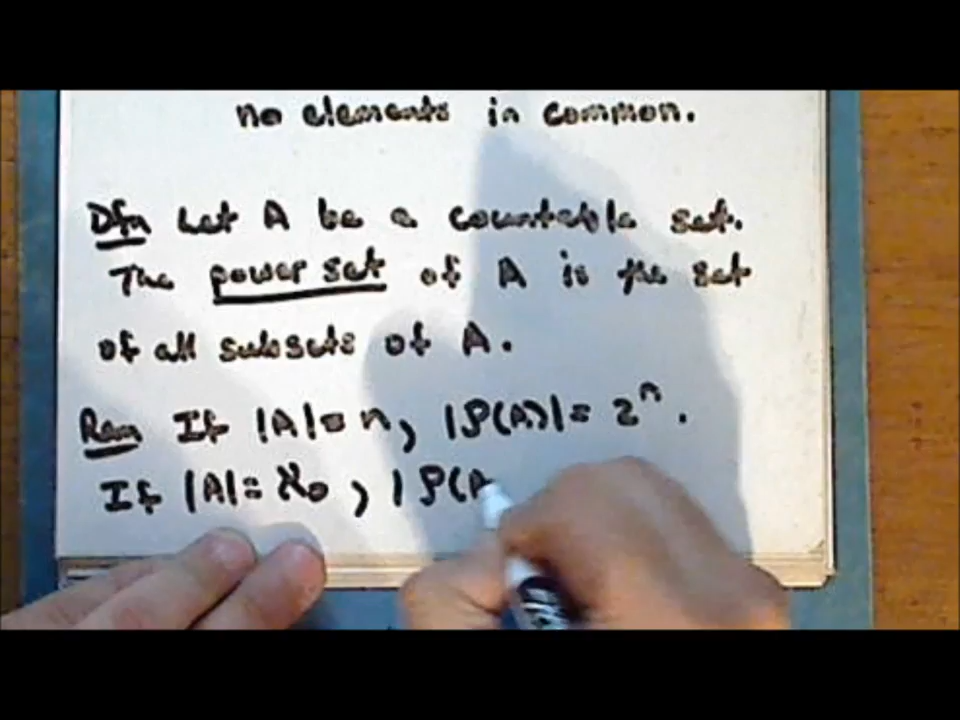 no elements in common.
Dfn Let A be a countable set.
The power set of A is the set
of all subsets of A.
Rem If |A| = n, |℘(A)| = 2ⁿ.
If |A| = ℵ₀, |℘(A